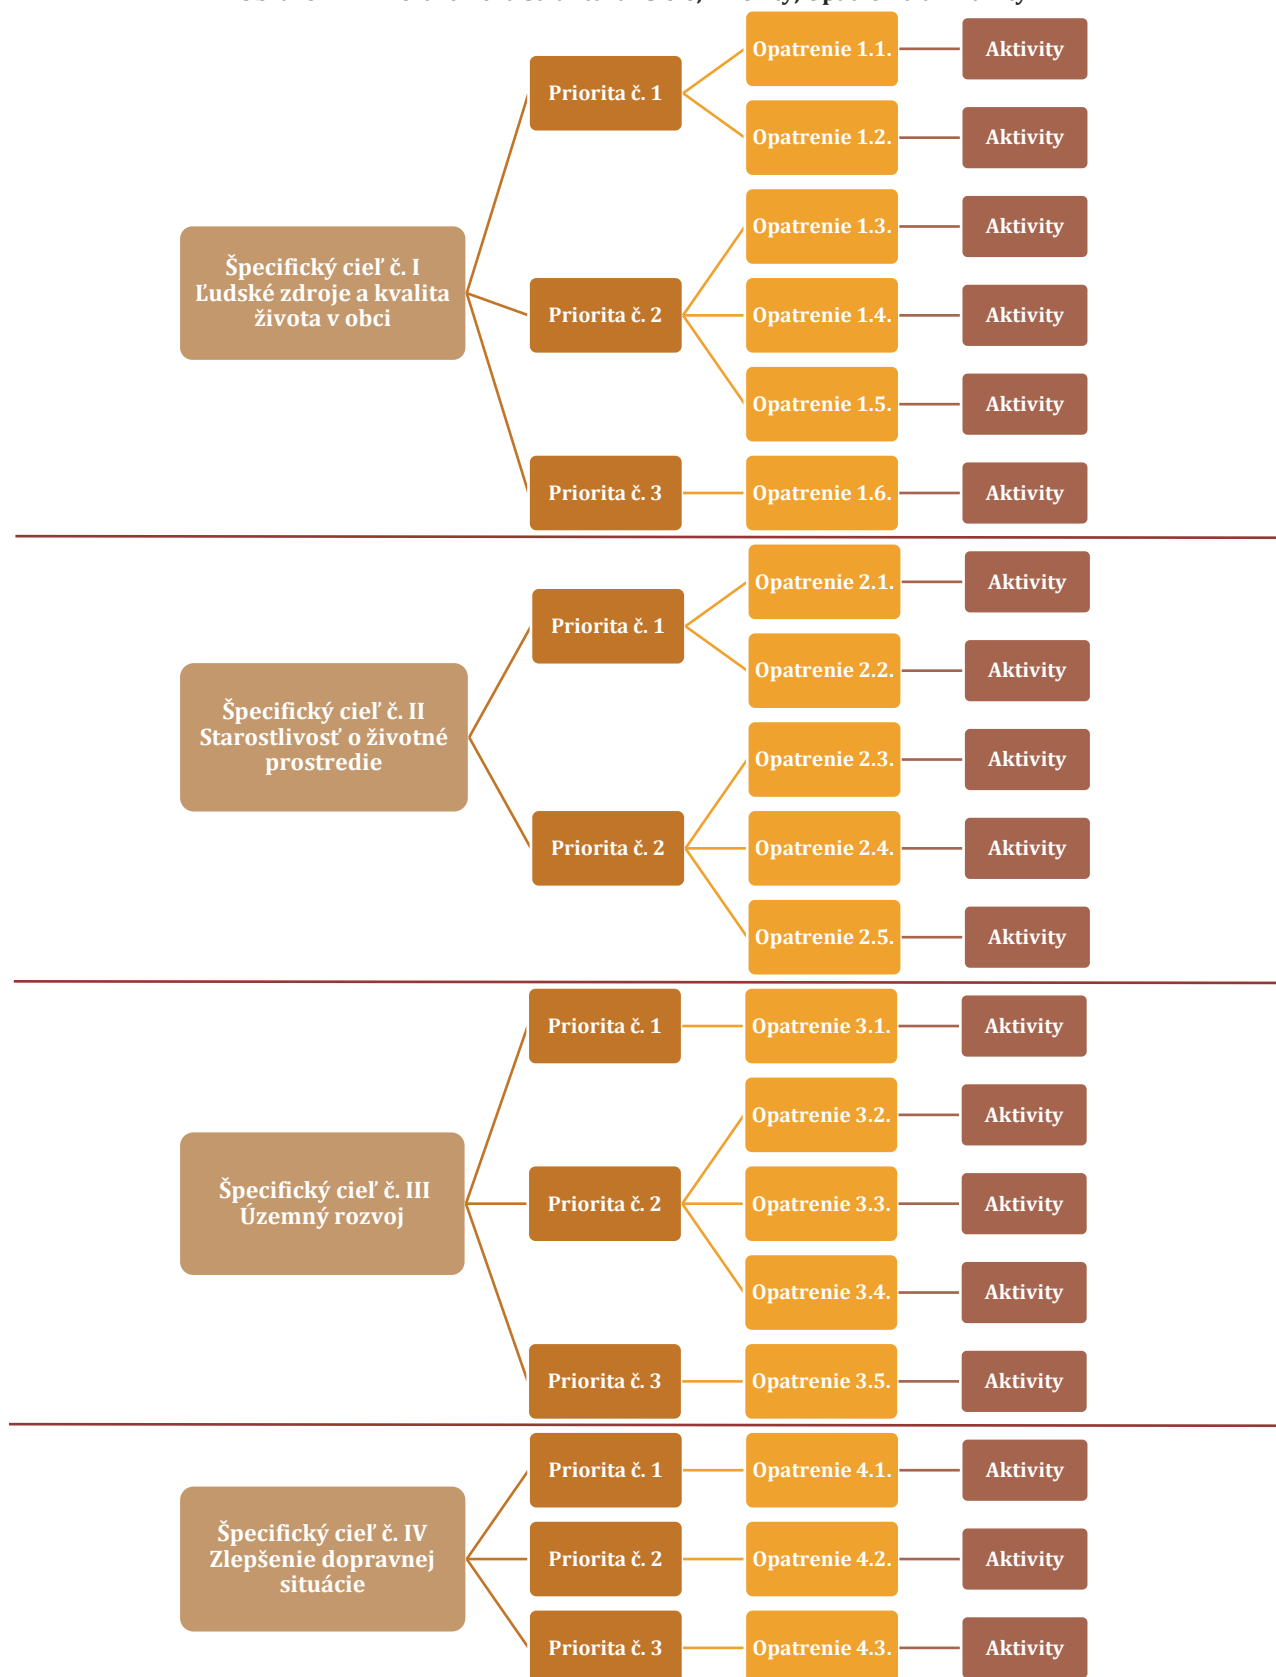 Priorita č. 1
Opatrenie 1.1.
Aktivity
Opatrenie 1.2.
Aktivity
Špecifický cieľ č. I
Ľudské zdroje a kvalita
života v obci
Priorita č. 2
Opatrenie 1.3.
Aktivity
Opatrenie 1.4.
Aktivity
Opatrenie 1.5.
Aktivity
Priorita č. 3
Opatrenie 1.6.
Aktivity
Špecifický cieľ č. II
Starostlivosť o životné
prostredie
Priorita č. 1
Opatrenie 2.1.
Aktivity
Opatrenie 2.2.
Aktivity
Priorita č. 2
Opatrenie 2.3.
Aktivity
Opatrenie 2.4.
Aktivity
Opatrenie 2.5.
Aktivity
Špecifický cieľ č. III
Územný rozvoj
Priorita č. 1
Opatrenie 3.1.
Aktivity
Priorita č. 2
Opatrenie 3.2.
Aktivity
Opatrenie 3.3.
Aktivity
Opatrenie 3.4.
Aktivity
Priorita č. 3
Opatrenie 3.5.
Aktivity
Špecifický cieľ č. IV
Zlepšenie dopravnej
situácie
Priorita č. 1
Opatrenie 4.1.
Aktivity
Priorita č. 2
Opatrenie 4.2.
Aktivity
Priorita č. 3
Opatrenie 4.3.
Aktivity